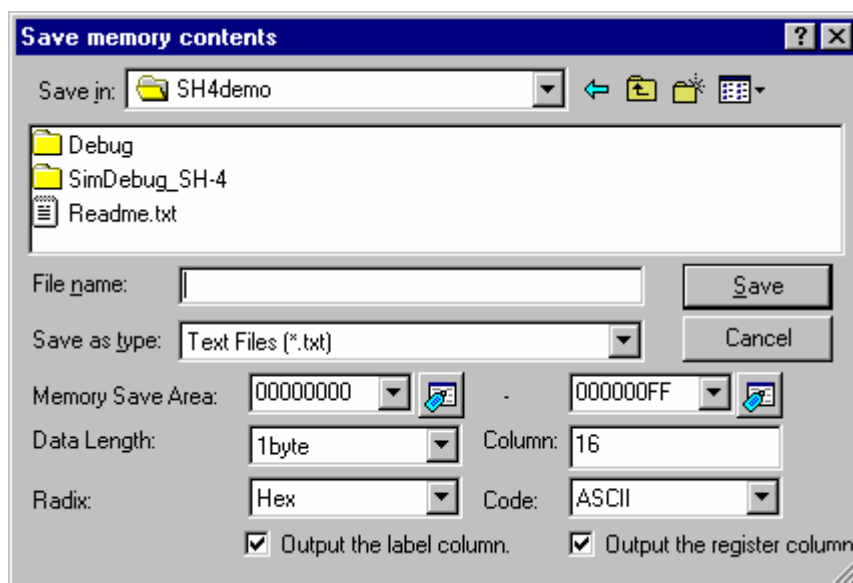 Save memory contents
Save in: SH4demo
Debug
SimDebug_SH-4
Readme.txt
File name: Save
Save as type: Text Files (*.txt) Cancel
Memory Save Area: 00000000 - 000000FF
Data Length: 1byte Column: 16
Radix: Hex Code: ASCII
Output the label column. Output the register column